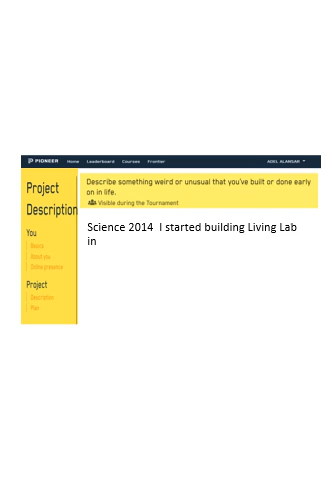 PIONEER Home Leaderboard Courses Frontier ADEL ALANSARI
Project
Description
You
Basics
About you
Online presence
Project
Description
Plan
Describe something weird or unusual that you've built or done early
on in life.
Visible during the Tournament
Science 2014 I started building Living Lab
in